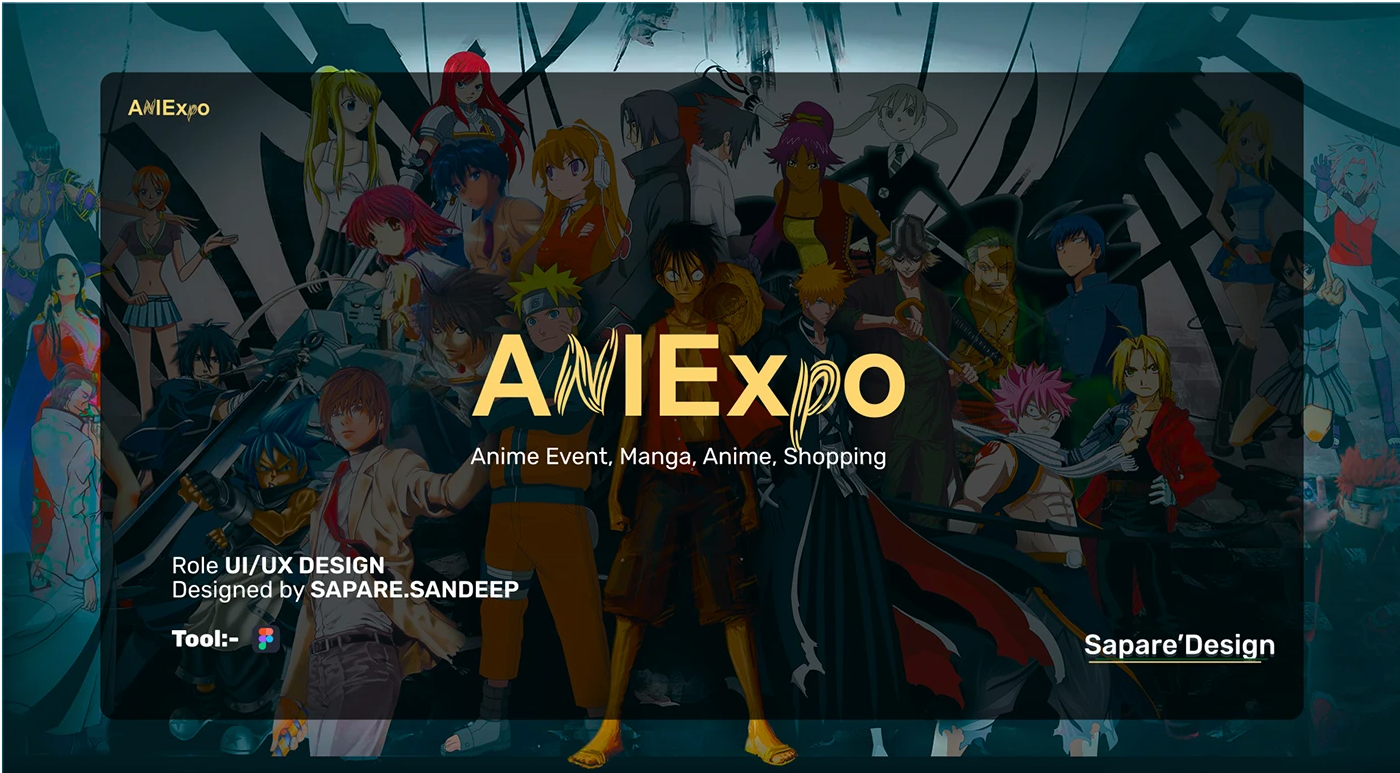 ANIExpo
ANIExpo
Anime Event, Manga, Anime, Shopping
Role UI/UX DESIGN
Designed by SAPARE.SANDEEP
Tool:-
Sapare’Design